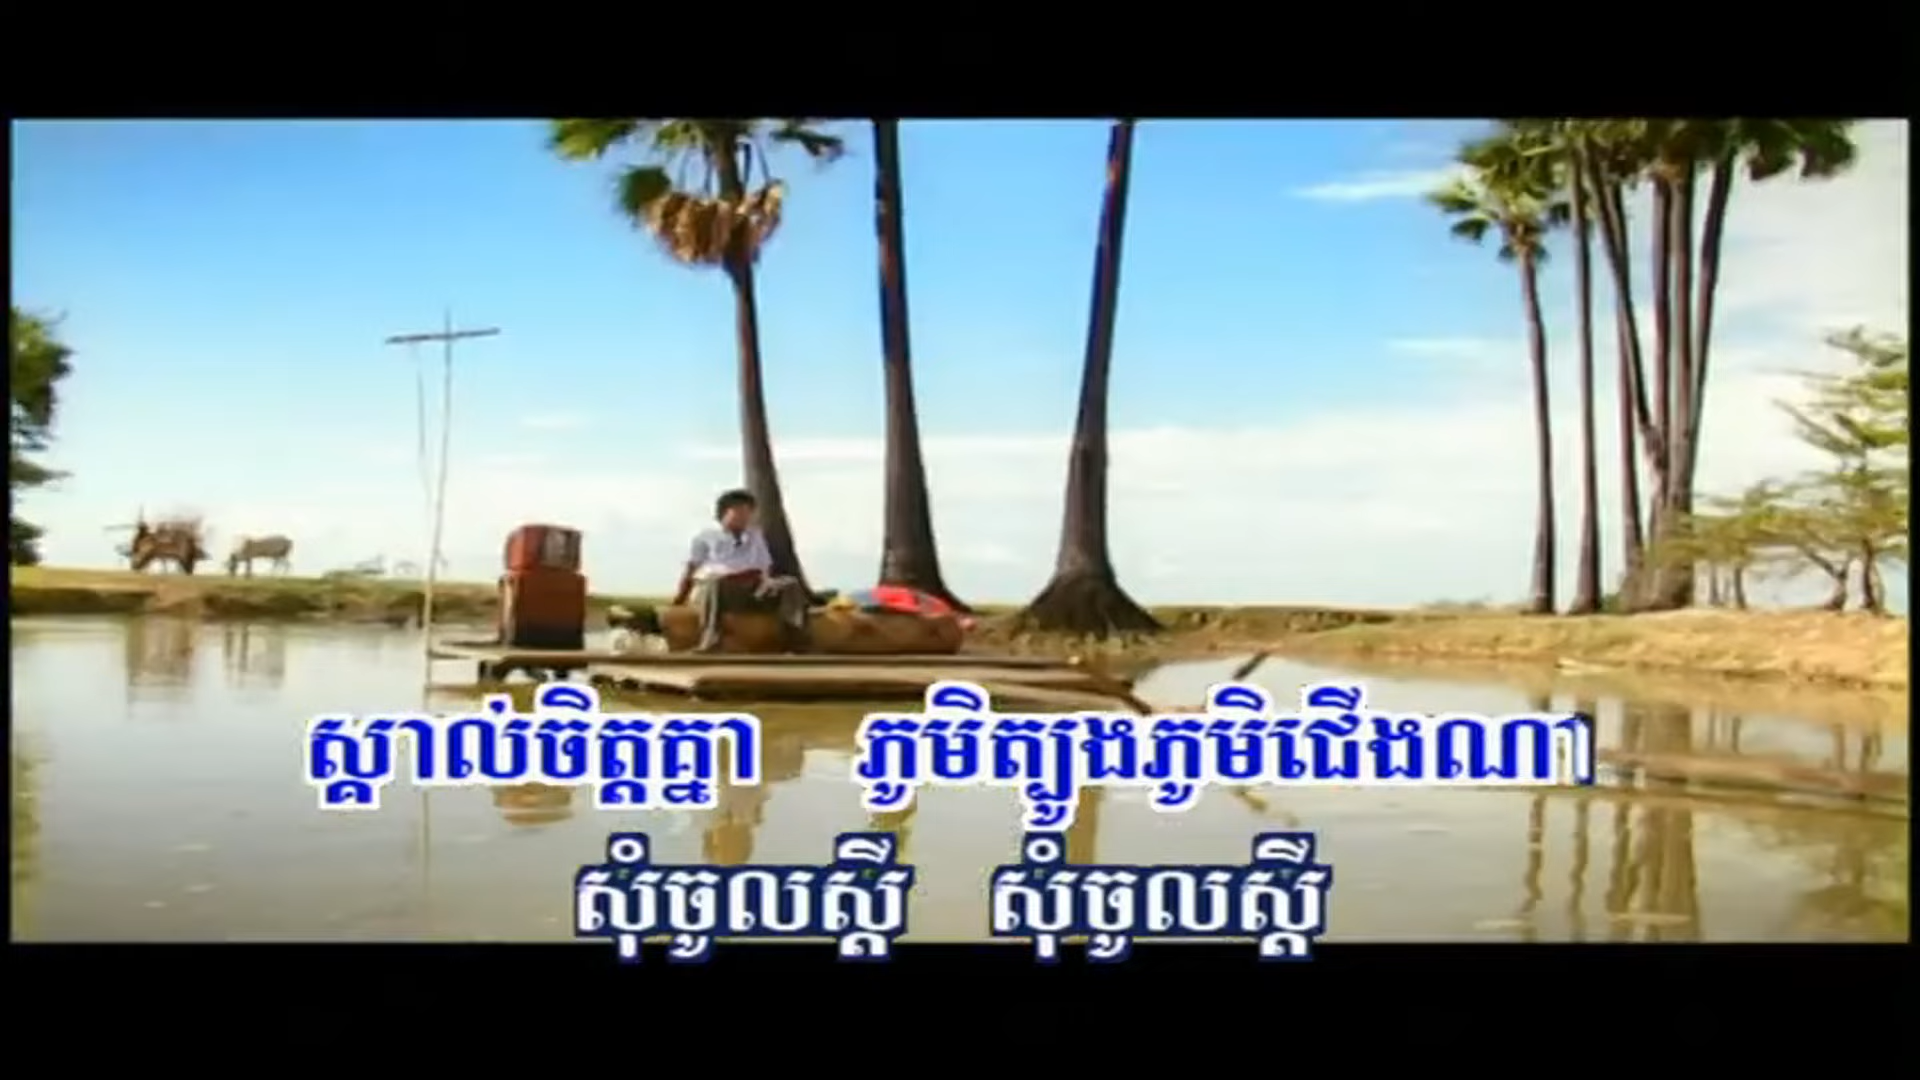 ស្គាល់ចិត្តគ្នា ភូមិត្បូងភូមិជើងណា
សុំចូលស្ដី សុំចូលស្ដី